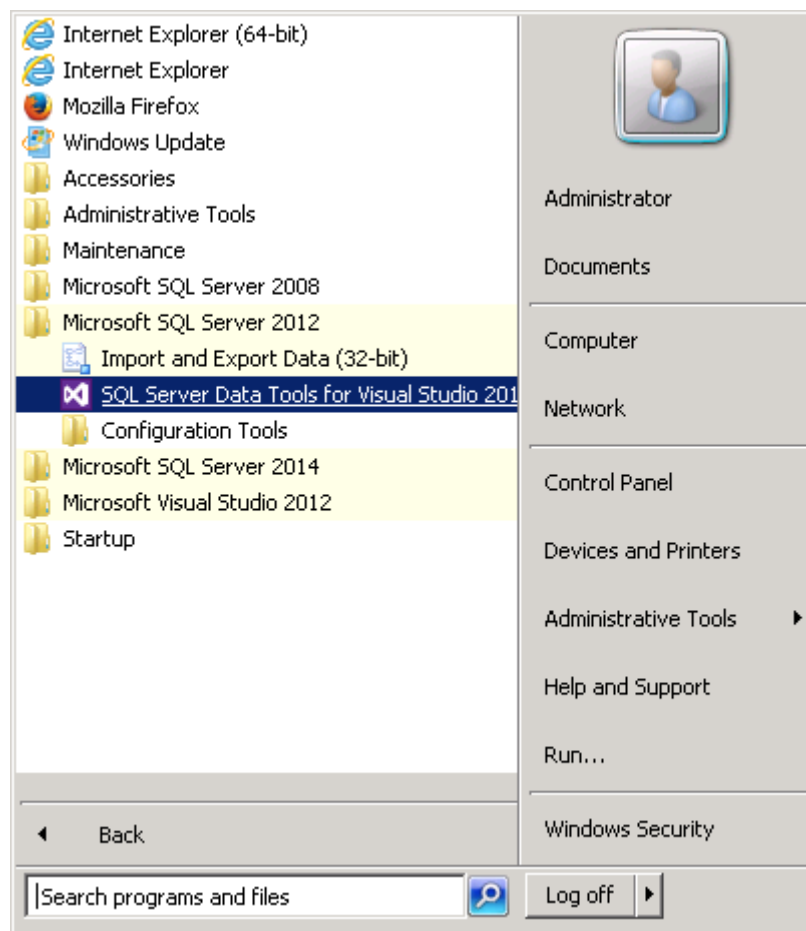 Internet Explorer (64-bit)
Internet Explorer
Mozilla Firefox
Windows Update
Accessories
Administrative Tools
Maintenance
Microsoft SQL Server 2008
Microsoft SQL Server 2012
Import and Export Data (32-bit)
SQL Server Data Tools for Visual Studio 201
Configuration Tools
Microsoft SQL Server 2014
Microsoft Visual Studio 2012
Startup
Back
Search programs and files
Administrator
Documents
Computer
Network
Control Panel
Devices and Printers
Administrative Tools
Help and Support
Run...
Windows Security
Log off